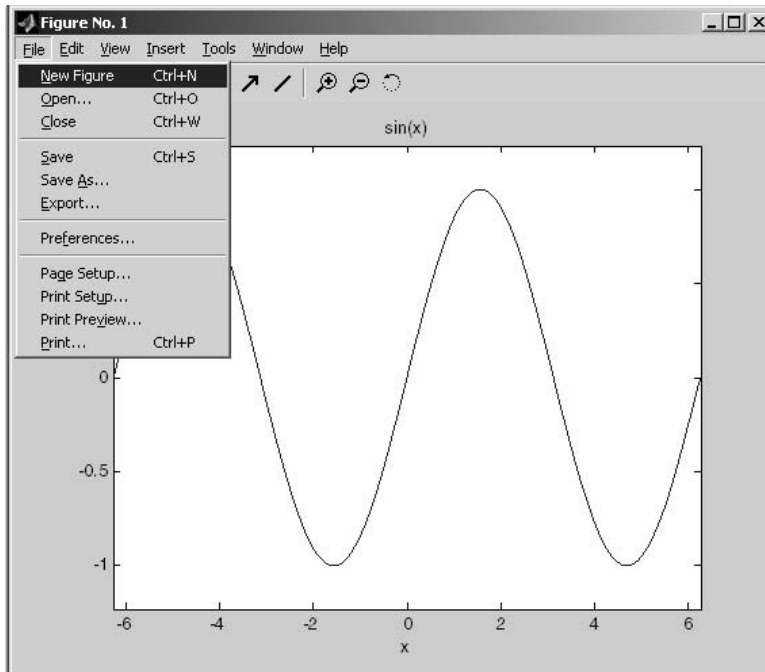 Figure No. 1
File Edit View Insert Tools Window Help
New Figure Ctrl+N
Open... Ctrl+O
Close Ctrl+W
Save Ctrl+S
Save As...
Export...
Preferences...
Page Setup...
Print Setup...
Print Preview...
Print... Ctrl+P
sin(x)
0
-0.5
-1
-6 -4 -2 0 2 4 6
x